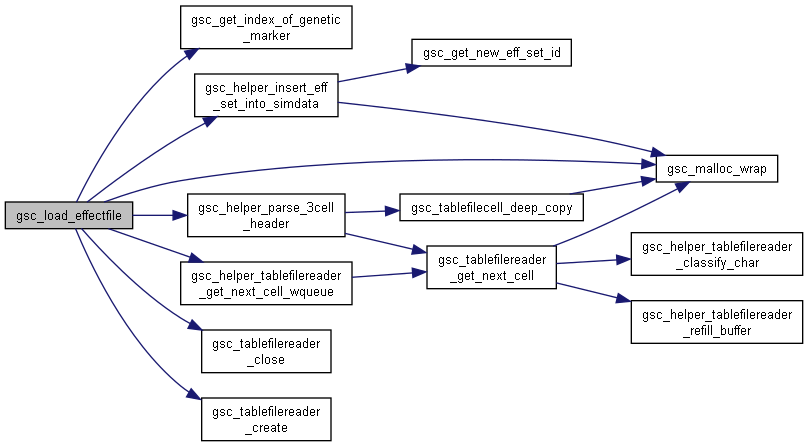 gsc_get_index_of_genetic
_marker
gsc_get_new_eff_set_id
gsc_helper_insert_eff
_set_into_simdata
gsc_malloc_wrap
gsc_load_effectfile
gsc_helper_parse_3cell
_header
gsc_tablefilecell_deep_copy
gsc_helper_tablefilereader
_get_next_cell_wqueue
gsc_tablefilereader
_get_next_cell
gsc_helper_tablefilereader
_classify_char
gsc_helper_tablefilereader
_refill_buffer
gsc_tablefilereader
_close
gsc_tablefilereader
_create